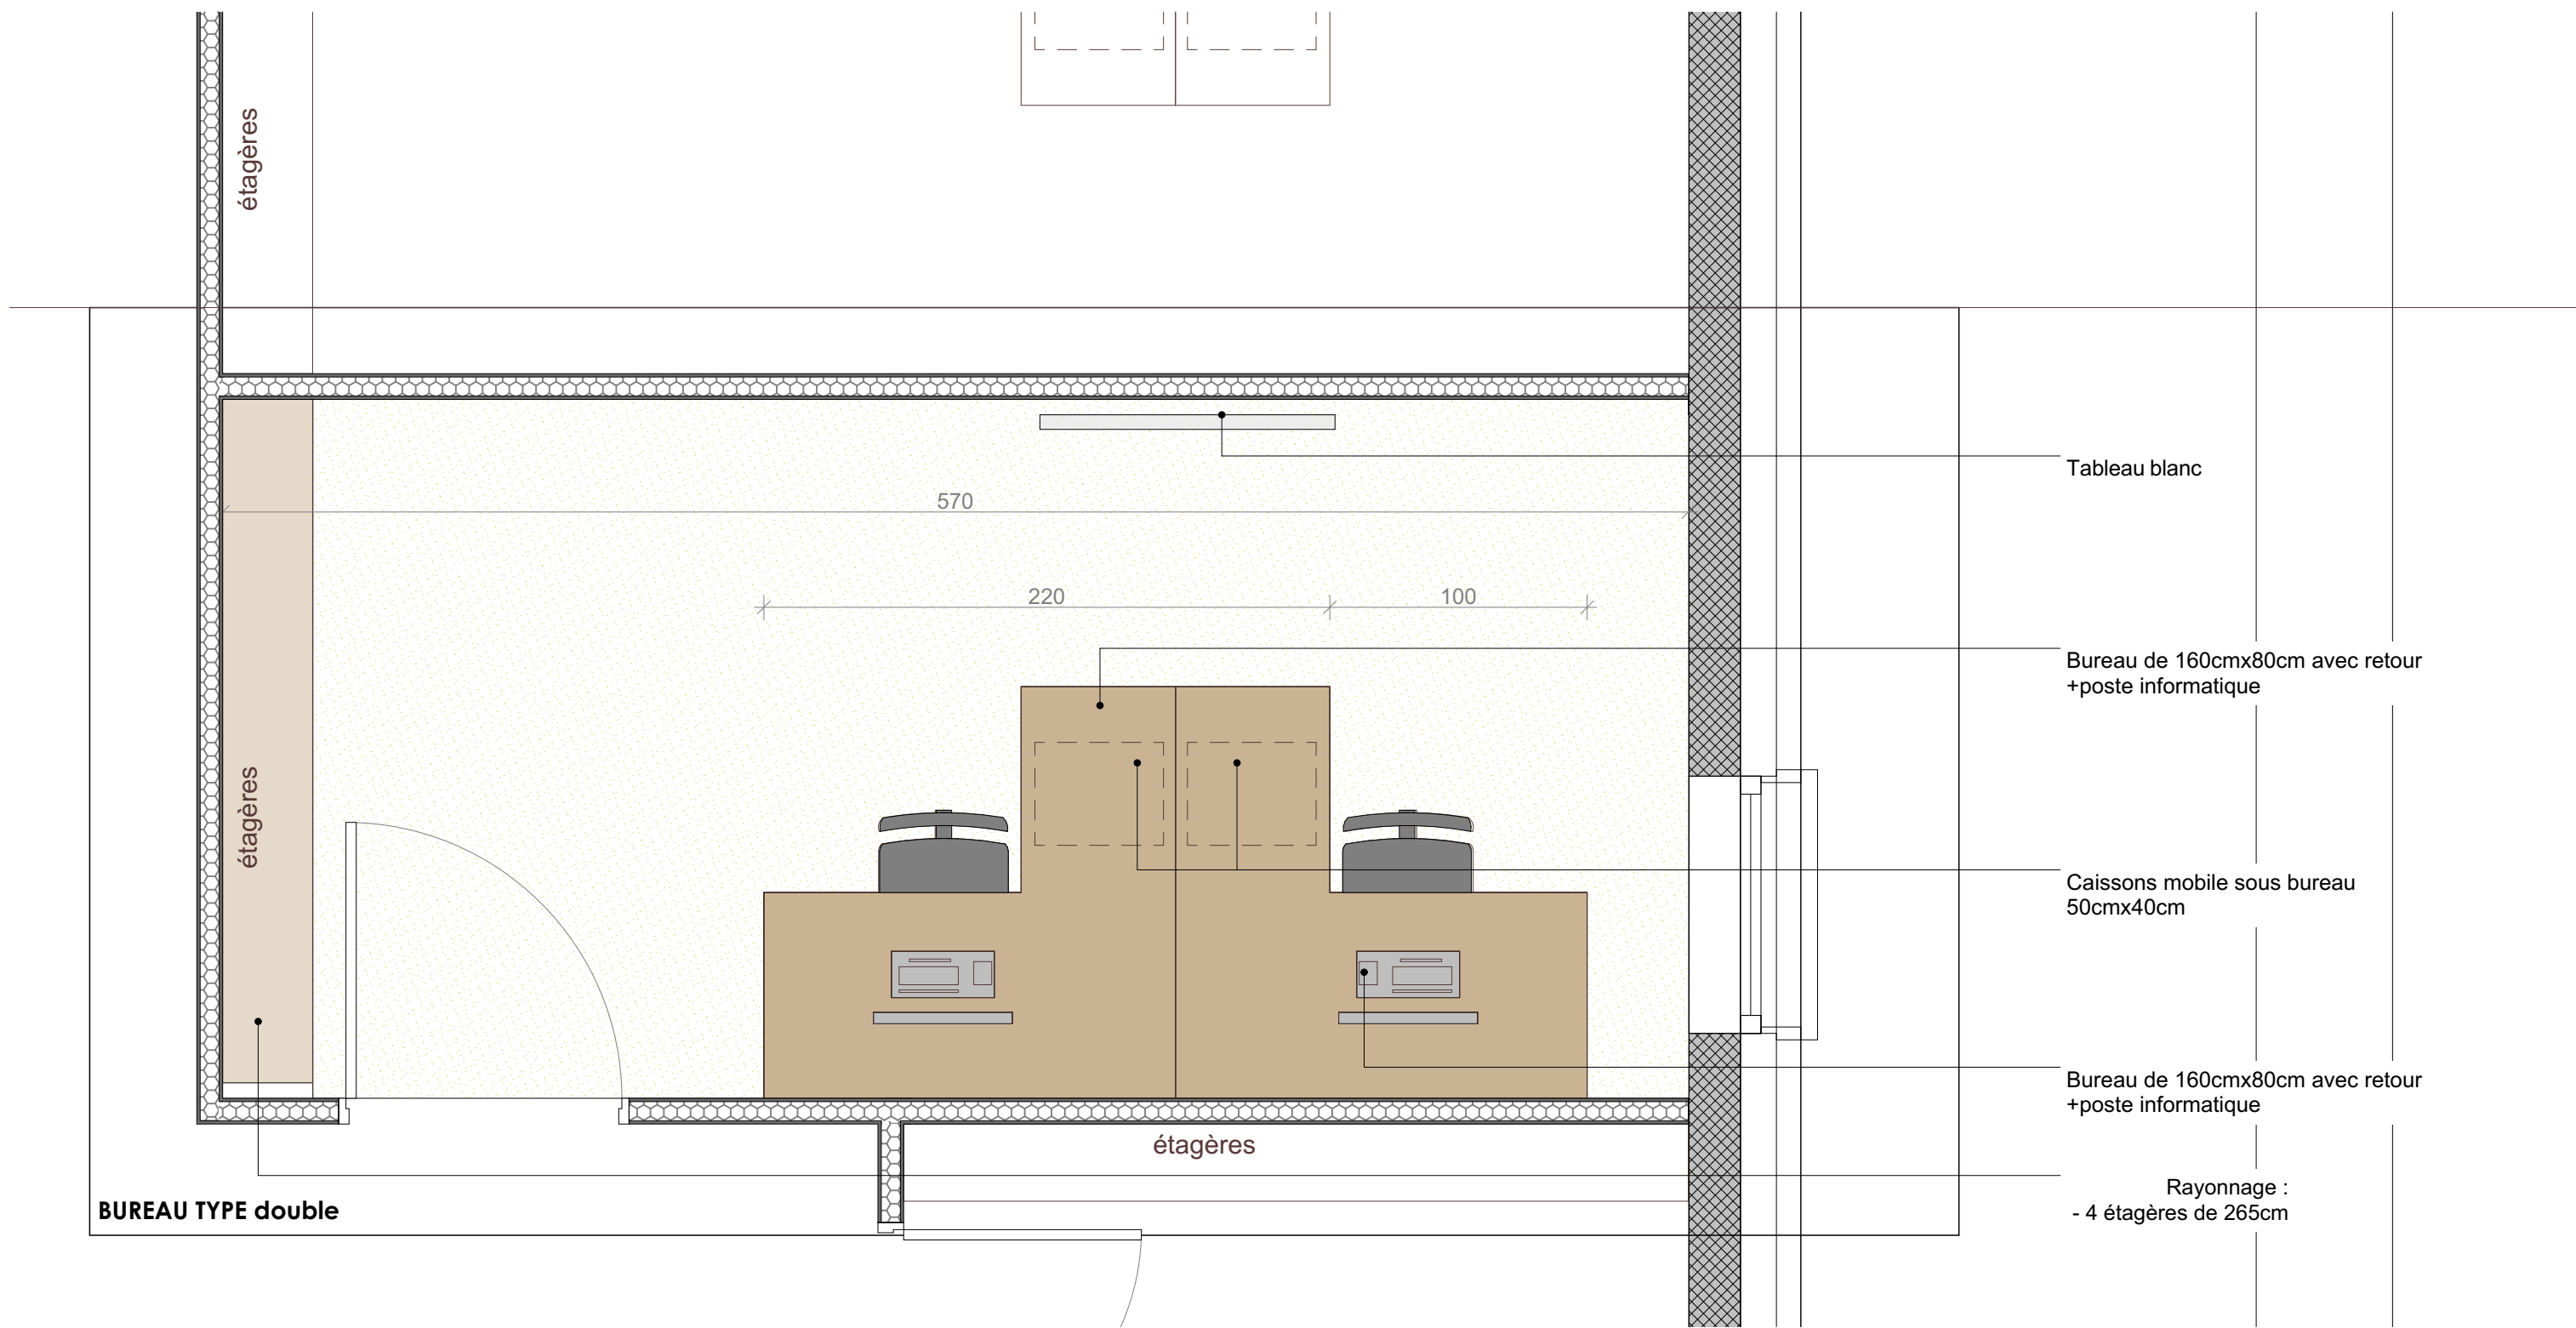 étagères
Tableau blanc
570
220
100
Bureau de 160cmx80cm avec retour
+poste informatique
étagères
Caissons mobile sous bureau
50cmx40cm
Bureau de 160cmx80cm avec retour
+poste informatique
étagères
Rayonnage :
- 4 étagères de 265cm
BUREAU TYPE double